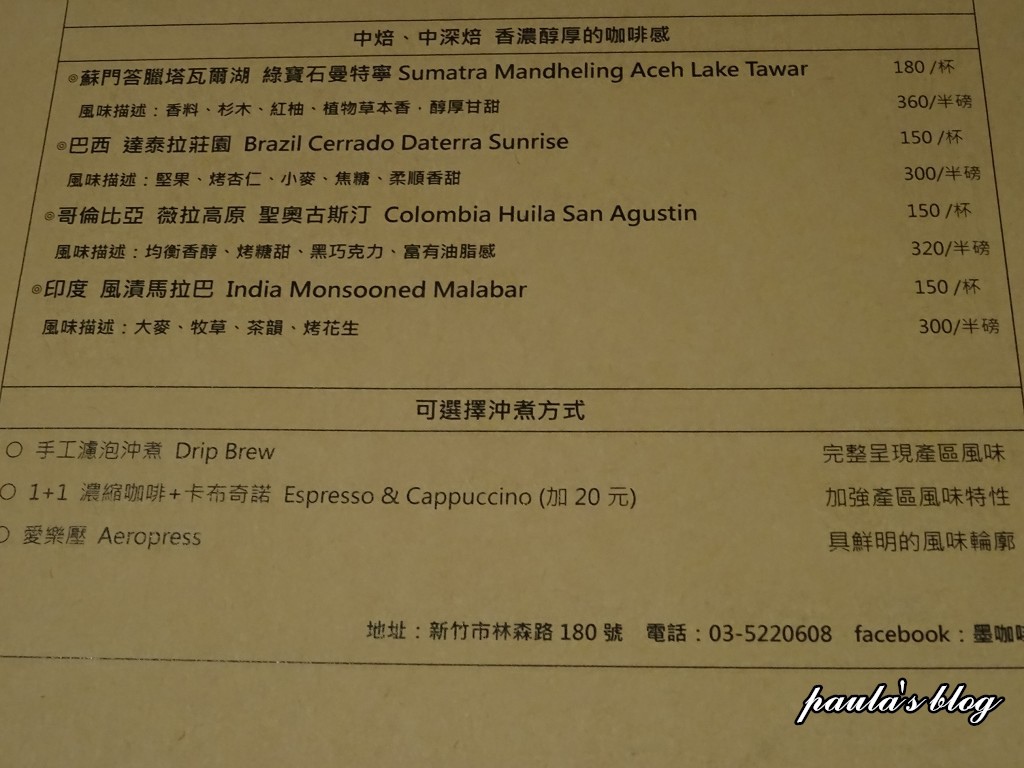 中焙、中深焙 香濃醇厚的咖啡感
◎蘇門答臘塔瓦爾湖 綠寶石曼特寧 Sumatra Mandheling Aceh Lake Tawar 180 /杯
風味描述：香料、杉木、紅柚、植物草本香，醇厚甘甜 360/半磅
◎巴西 達泰拉莊園 Brazil Cerrado Daterra Sunrise 150 /杯
風味描述：堅果、烤杏仁、小麥、焦糖、柔順香甜 300/半磅
◎哥倫比亞 薇拉高原 聖奧古斯汀 Colombia Huila San Agustin 150 /杯
風味描述：均衡香醇、烤糖甜、黑巧克力、富有油脂感 320/半磅
◎印度 風漬馬拉巴 India Monsooned Malabar 150 /杯
風味描述：大麥、牧草、茶韻、烤花生 300/半磅
可選擇沖煮方式
○ 手工濾泡沖煮 Drip Brew 完整呈現產區風味
○ 1+1 濃縮咖啡+卡布奇諾 Espresso & Cappuccino (加 20 元) 加強產區風味特性
○ 愛樂壓 Aeropress 具鮮明的風味輪廓
地址：新竹市林森路 180 號 電話：03-5220608 facebook：墨咖啡
paula's blog